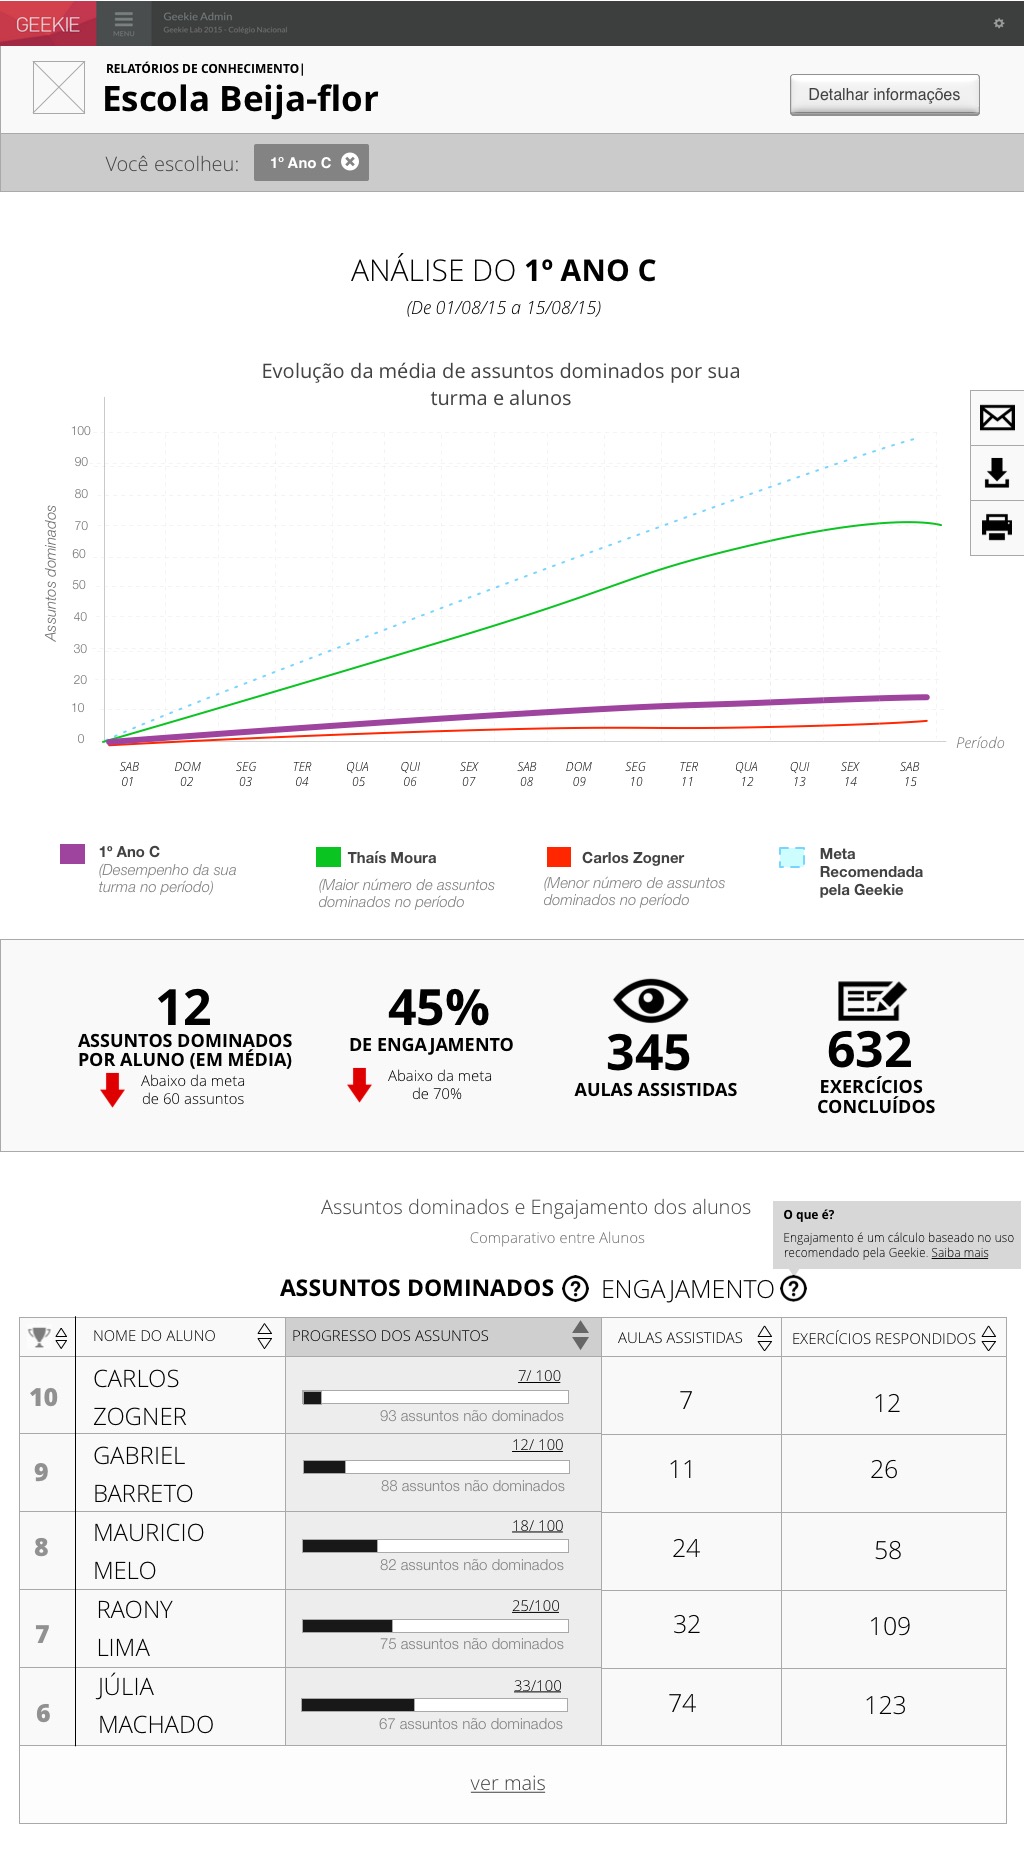 GEEKIE
MENU
Geekie Admin
Geekie Lab 2015 - Colégio Nacional
RELATÓRIOS DE CONHECIMENTO|
Escola Beija-flor
Detalhar informações
Você escolheu:
1º Ano C
ANÁLISE DO 1º ANO C
(De 01/08/15 a 15/08/15)
Evolução da média de assuntos dominados por sua
turma e alunos
Assuntos dominados
100
90
80
70
60
50
40
30
20
10
0
Período
SAB DOM SEG TER QUA QUI SEX SAB DOM SEG TER QUA QUI SEX SAB
01 02 03 04 05 06 07 08 09 10 11 12 13 14 15
1º Ano C
(Desempenho da sua
turma no período)
Thaís Moura
(Maior número de assuntos
dominados no período
Carlos Zogner
(Menor número de assuntos
dominados no período
Meta
Recomendada
pela Geekie
12
ASSUNTOS DOMINADOS
POR ALUNO (EM MÉDIA)
Abaixo da meta
de 60 assuntos
45%
DE ENGAJAMENTO
Abaixo da meta
de 70%
345
AULAS ASSISTIDAS
632
EXERCÍCIOS
CONCLUÍDOS
Assuntos dominados e Engajamento dos alunos
Comparativo entre Alunos
O que é?
Engajamento é um cálculo baseado no uso
recomendado pela Geekie. Saiba mais
ASSUNTOS DOMINADOS ? ENGAJAMENTO ?
NOME DO ALUNO PROGRESSO DOS ASSUNTOS AULAS ASSISTIDAS EXERCÍCIOS RESPONDIDOS
10
CARLOS
ZOGNER
7/ 100
93 assuntos não dominados
7
12
9
GABRIEL
BARRETO
12/ 100
88 assuntos não dominados
11
26
8
MAURICIO
MELO
18/ 100
82 assuntos não dominados
24
58
7
RAONY
LIMA
25/100
75 assuntos não dominados
32
109
6
JÚLIA
MACHADO
33/100
67 assuntos não dominados
74
123
ver mais